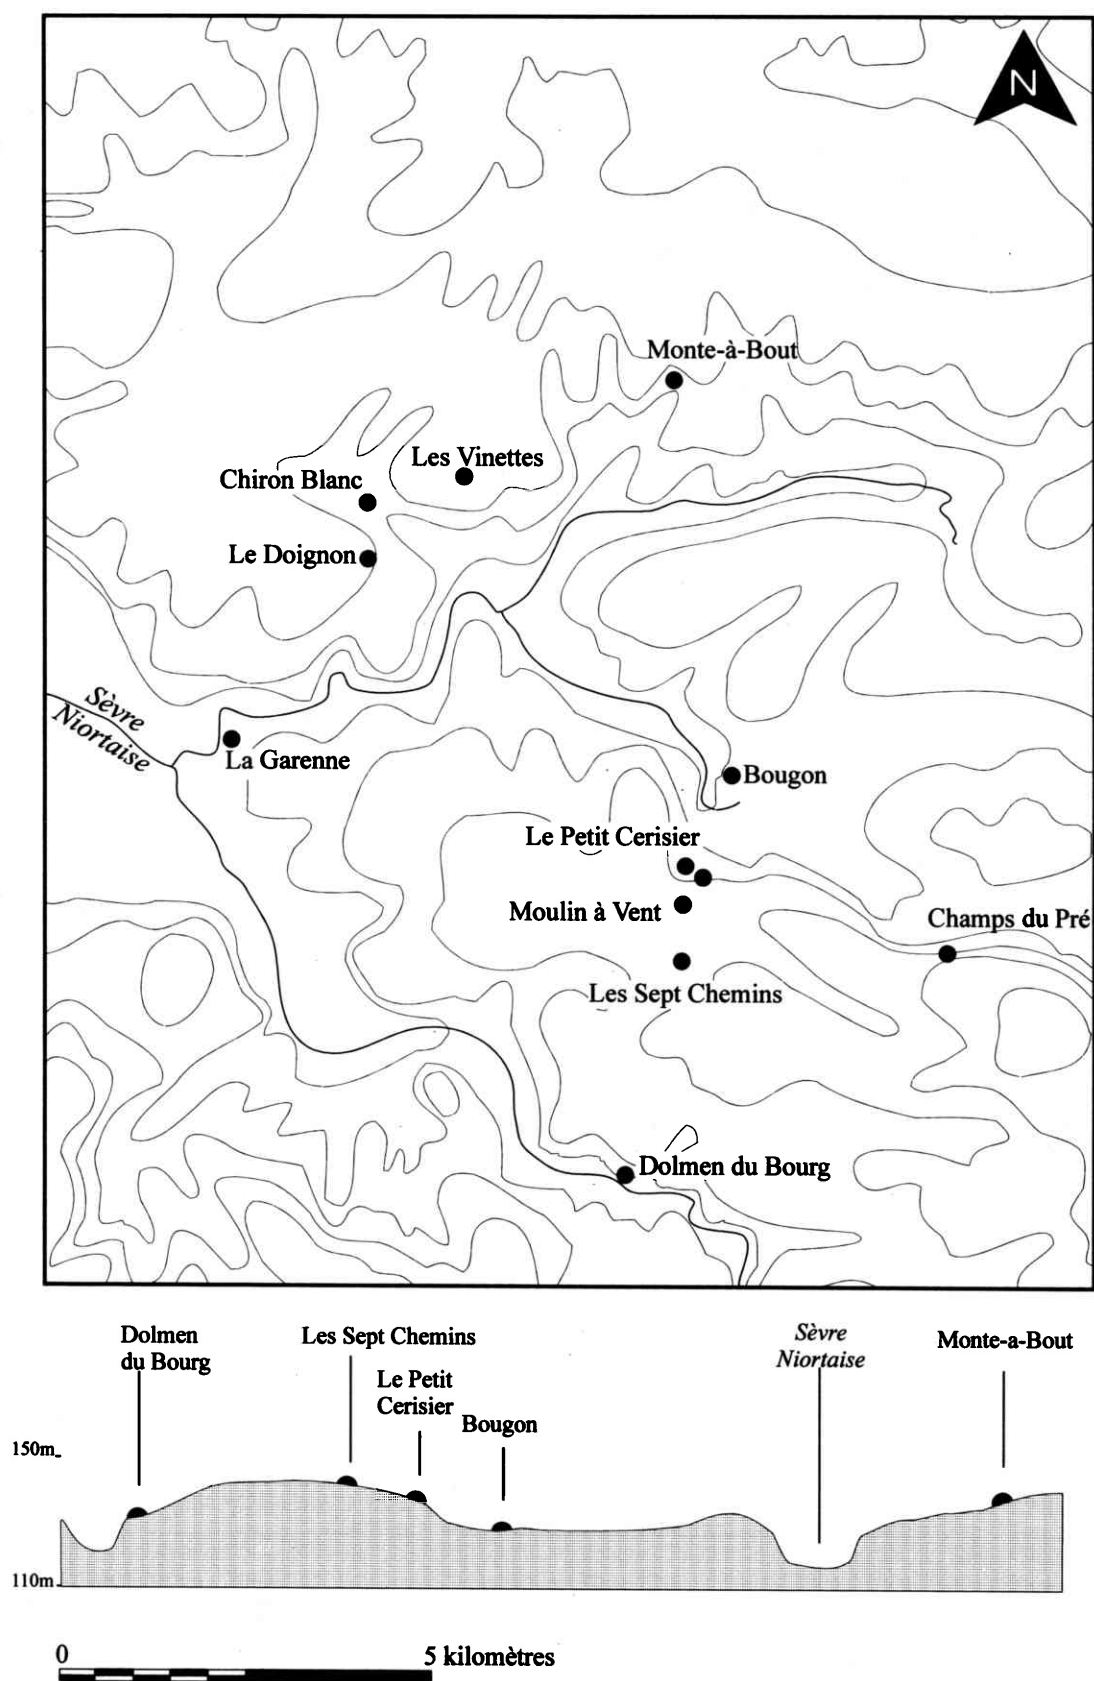 N
Monte-à-Bout
Les Vinettes
Chiron Blanc
Le Doignon
Sèvre
Niortaise
La Garenne
Bougon
Le Petit Cerisier
Moulin à Vent
Champs du Pré
Les Sept Chemins
Dolmen du Bourg
Dolmen
du Bourg
Les Sept Chemins
Le Petit
Cerisier
Bougon
Sèvre
Niortaise
Monte-a-Bout
150m
110m
0
5 kilomètres